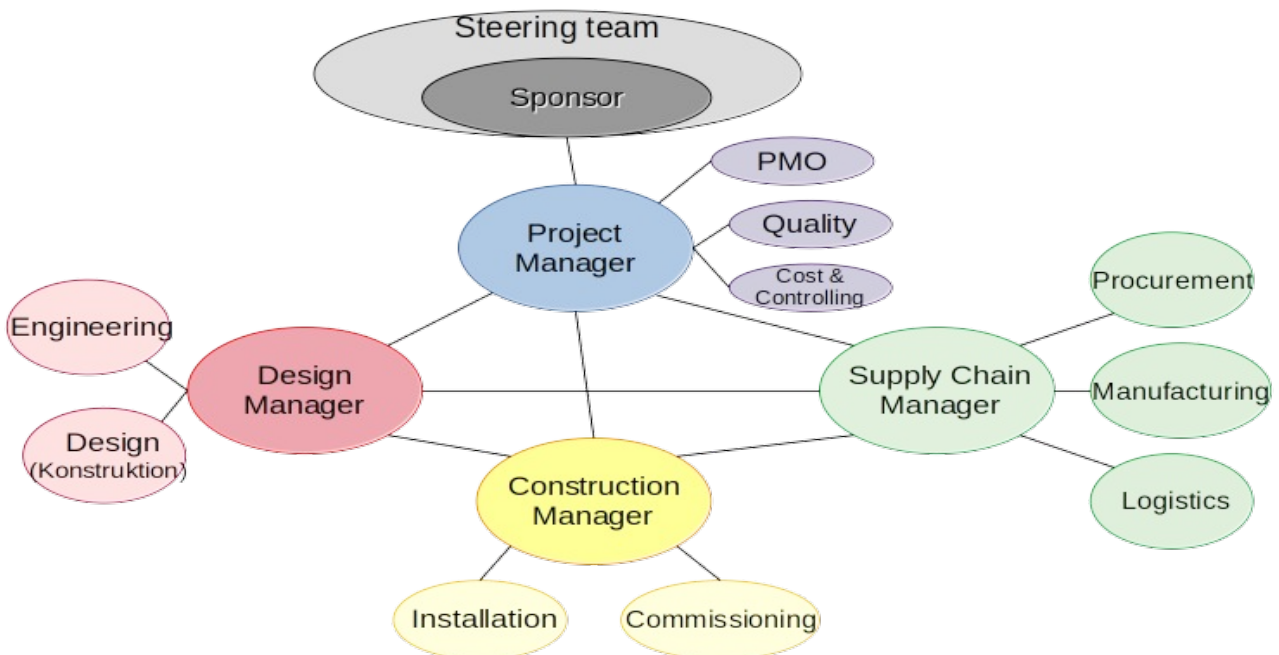 Steering team
Sponsor
PMO
Project
Manager
Quality
Cost &
Controlling
Procurement
Engineering
Design
Manager
Supply Chain
Manager
Manufacturing
Design
(Konstruktion)
Construction
Manager
Logistics
Installation
Commissioning